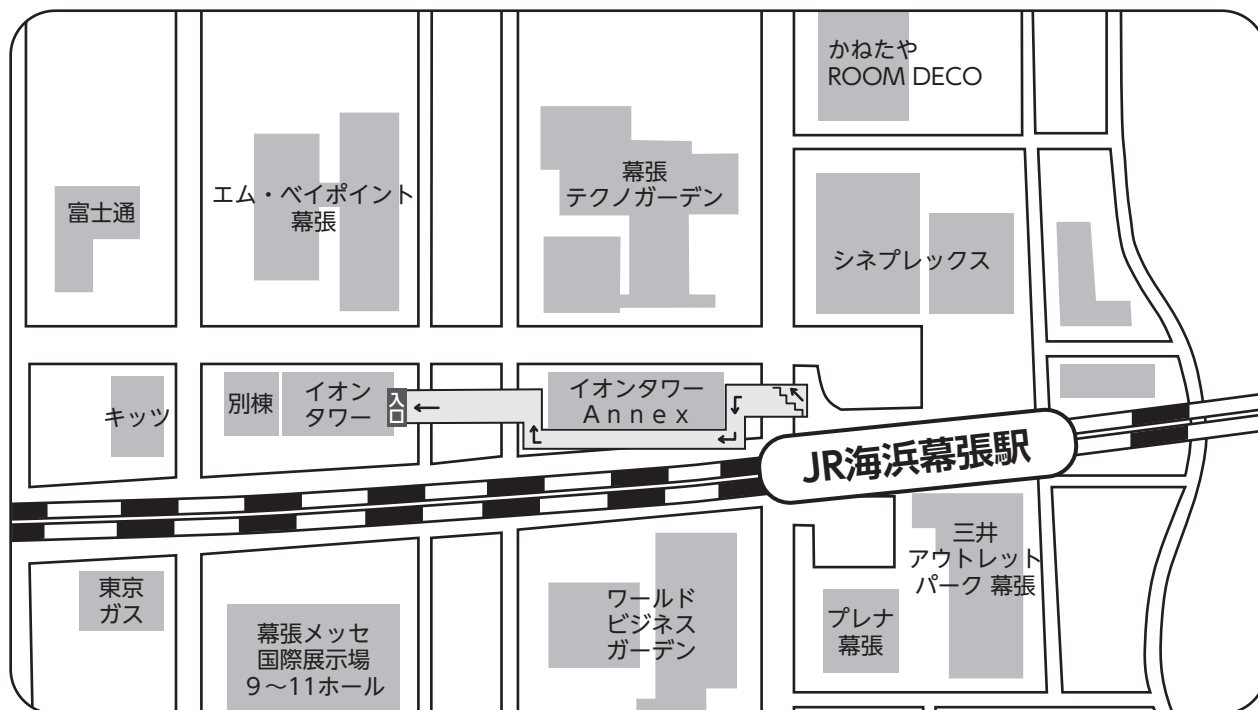 かねたや
ROOM DECO
富士通
エム・ベイポイント
幕張
幕張
テクノガーデン
シネプレックス
キッツ
別棟
イオン
タワー
入口
イオンタワー
Annex
JR海浜幕張駅
東京
ガス
幕張メッセ
国際展示場
9〜11ホール
ワールド
ビジネス
ガーデン
プレナ
幕張
三井
アウトレット
パーク 幕張